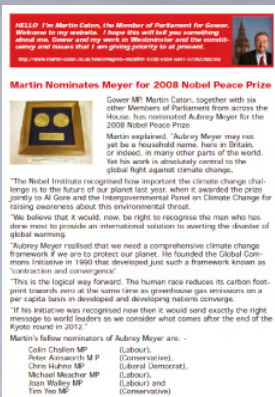 HELLO  I'm Martin Caton, the Member of Parliament for Gower.
Welcome to my website.  I hope this will tell you something
about me, Gower and my work in Westminster and the constit-
uency and issues that I am giving priority to at present.
Martin Nominates Meyer for 2008 Nobel Peace Prize
Gower MP, Martin Caton, together with six
other Members of Parliament from across the
House, has nominated Aubrey Meyer for the
2008 Nobel Peace Prize.
Martin explained. "Aubrey Meyer may not
yet be a household name, here in Britain,
or indeed, in many other parts of the world.
Yet his work is absolutely central to the
global fight against climate change.
"The Nobel Institute recognised how important the climate change chal-
lenge is to the future of our planet last year, when it awarded the prize
jointly to Al Gore and the Intergovernmental Panel on Climate Change for
raising awareness about this environmental threat.
"We believe that it would, now, be right to recognise the man who has
done most to provide an international solution to averting the disaster of
global warming.
"Aubrey Meyer realised that we need a comprehensive climate change
framework if we are to protect our planet. He founded the Global Com-
mons Initiative in 1990 that developed just such a framework known as
'contraction and convergence'.
"This is the logical way forward. The human race reduces its carbon foot-
print towards zero at the same time as greenhouse gas emissions on a
per capita basis in developed and developing nations converge.
"If his initiative was recognised now then it would send exactly the right
message to world leaders as we consider what comes after the end of the
Kyoto round in 2012."
Martin's fellow nominators of Aubrey Meyer are: -
Colin Challen MP (Labour),
Peter Ainsworth M P (Conservative),
Chris Huhne MP (Liberal Democrat),
Michael Meacher MP (Labour),
Joan Walley MP (Labour) and
Tim Yeo MP (Conservative)